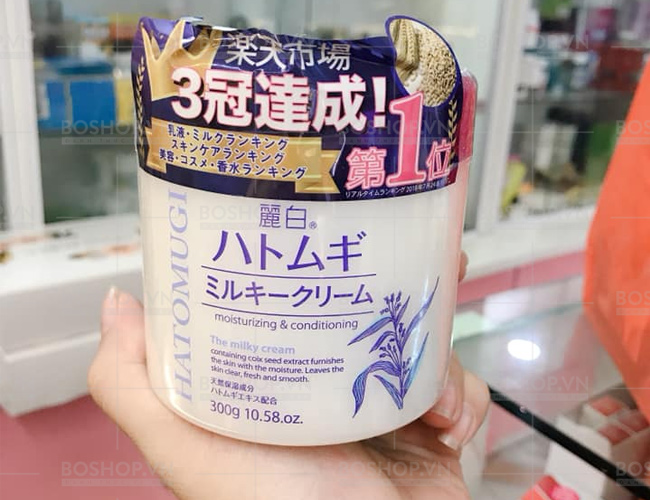 楽天市場
3冠達成!
乳液・ミルクランキング
スキンケアランキング
美容・コスメ・香水ランキング
第1位
HATOMUGI
麗白®
ハトムギ
ミルキークリーム
moisturizing & conditioning
The milky cream
containing coix seed extract furnishes
the skin with the moisture. Leaves the
skin clear, fresh and smooth.
天然保湿成分
ハトムギエキス配合
300g 10.58oz.
BOSHOP.VN